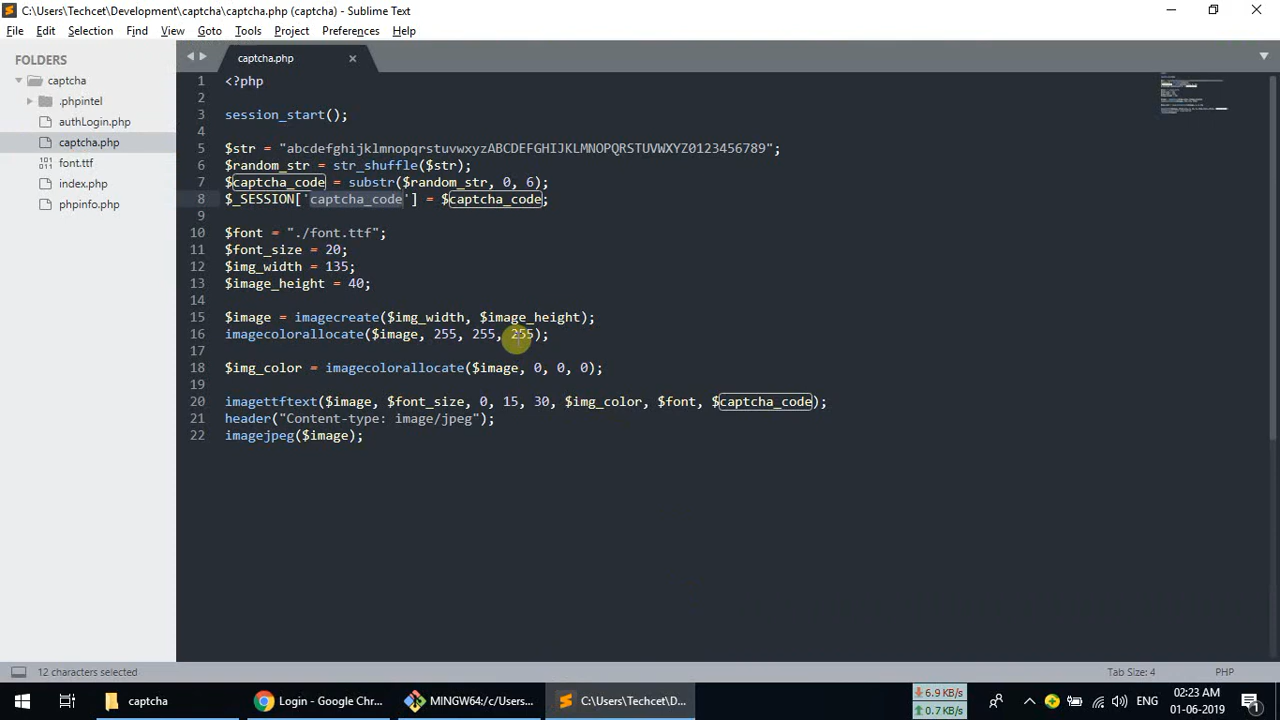 C:\Users\Techcet\Development\captcha\captcha.php (captcha) - Sublime Text
File Edit Selection Find View Goto Tools Project Preferences Help
FOLDERS
captcha
.phpintel
authLogin.php
captcha.php
font.ttf
index.php
phpinfo.php
captcha.php
1 <?php
2
3 session_start();
4
5 $str = "abcdefghijklmnopqrstuvwxyzABCDEFGHIJKLMNOPQRSTUVWXYZ0123456789";
6 $random_str = str_shuffle($str);
7 $captcha_code = substr($random_str, 0, 6);
8 $_SESSION['captcha_code'] = $captcha_code;
9
10 $font = "./font.ttf";
11 $font_size = 20;
12 $img_width = 135;
13 $image_height = 40;
14
15 $image = imagecreate($img_width, $image_height);
16 imagecolorallocate($image, 255, 255, 255);
17
18 $img_color = imagecolorallocate($image, 0, 0, 0);
19
20 imagettftext($image, $font_size, 0, 15, 30, $img_color, $font, $captcha_code);
21 header("Content-type: image/jpeg");
22 imagejpeg($image);
12 characters selected
Tab Size: 4
PHP
captcha
Login - Google Chr...
MINGW64:/c/Users...
C:\Users\Techcet\D...
6.9 KB/s
0.7 KB/s
ENG
02:23 AM
01-06-2019
1